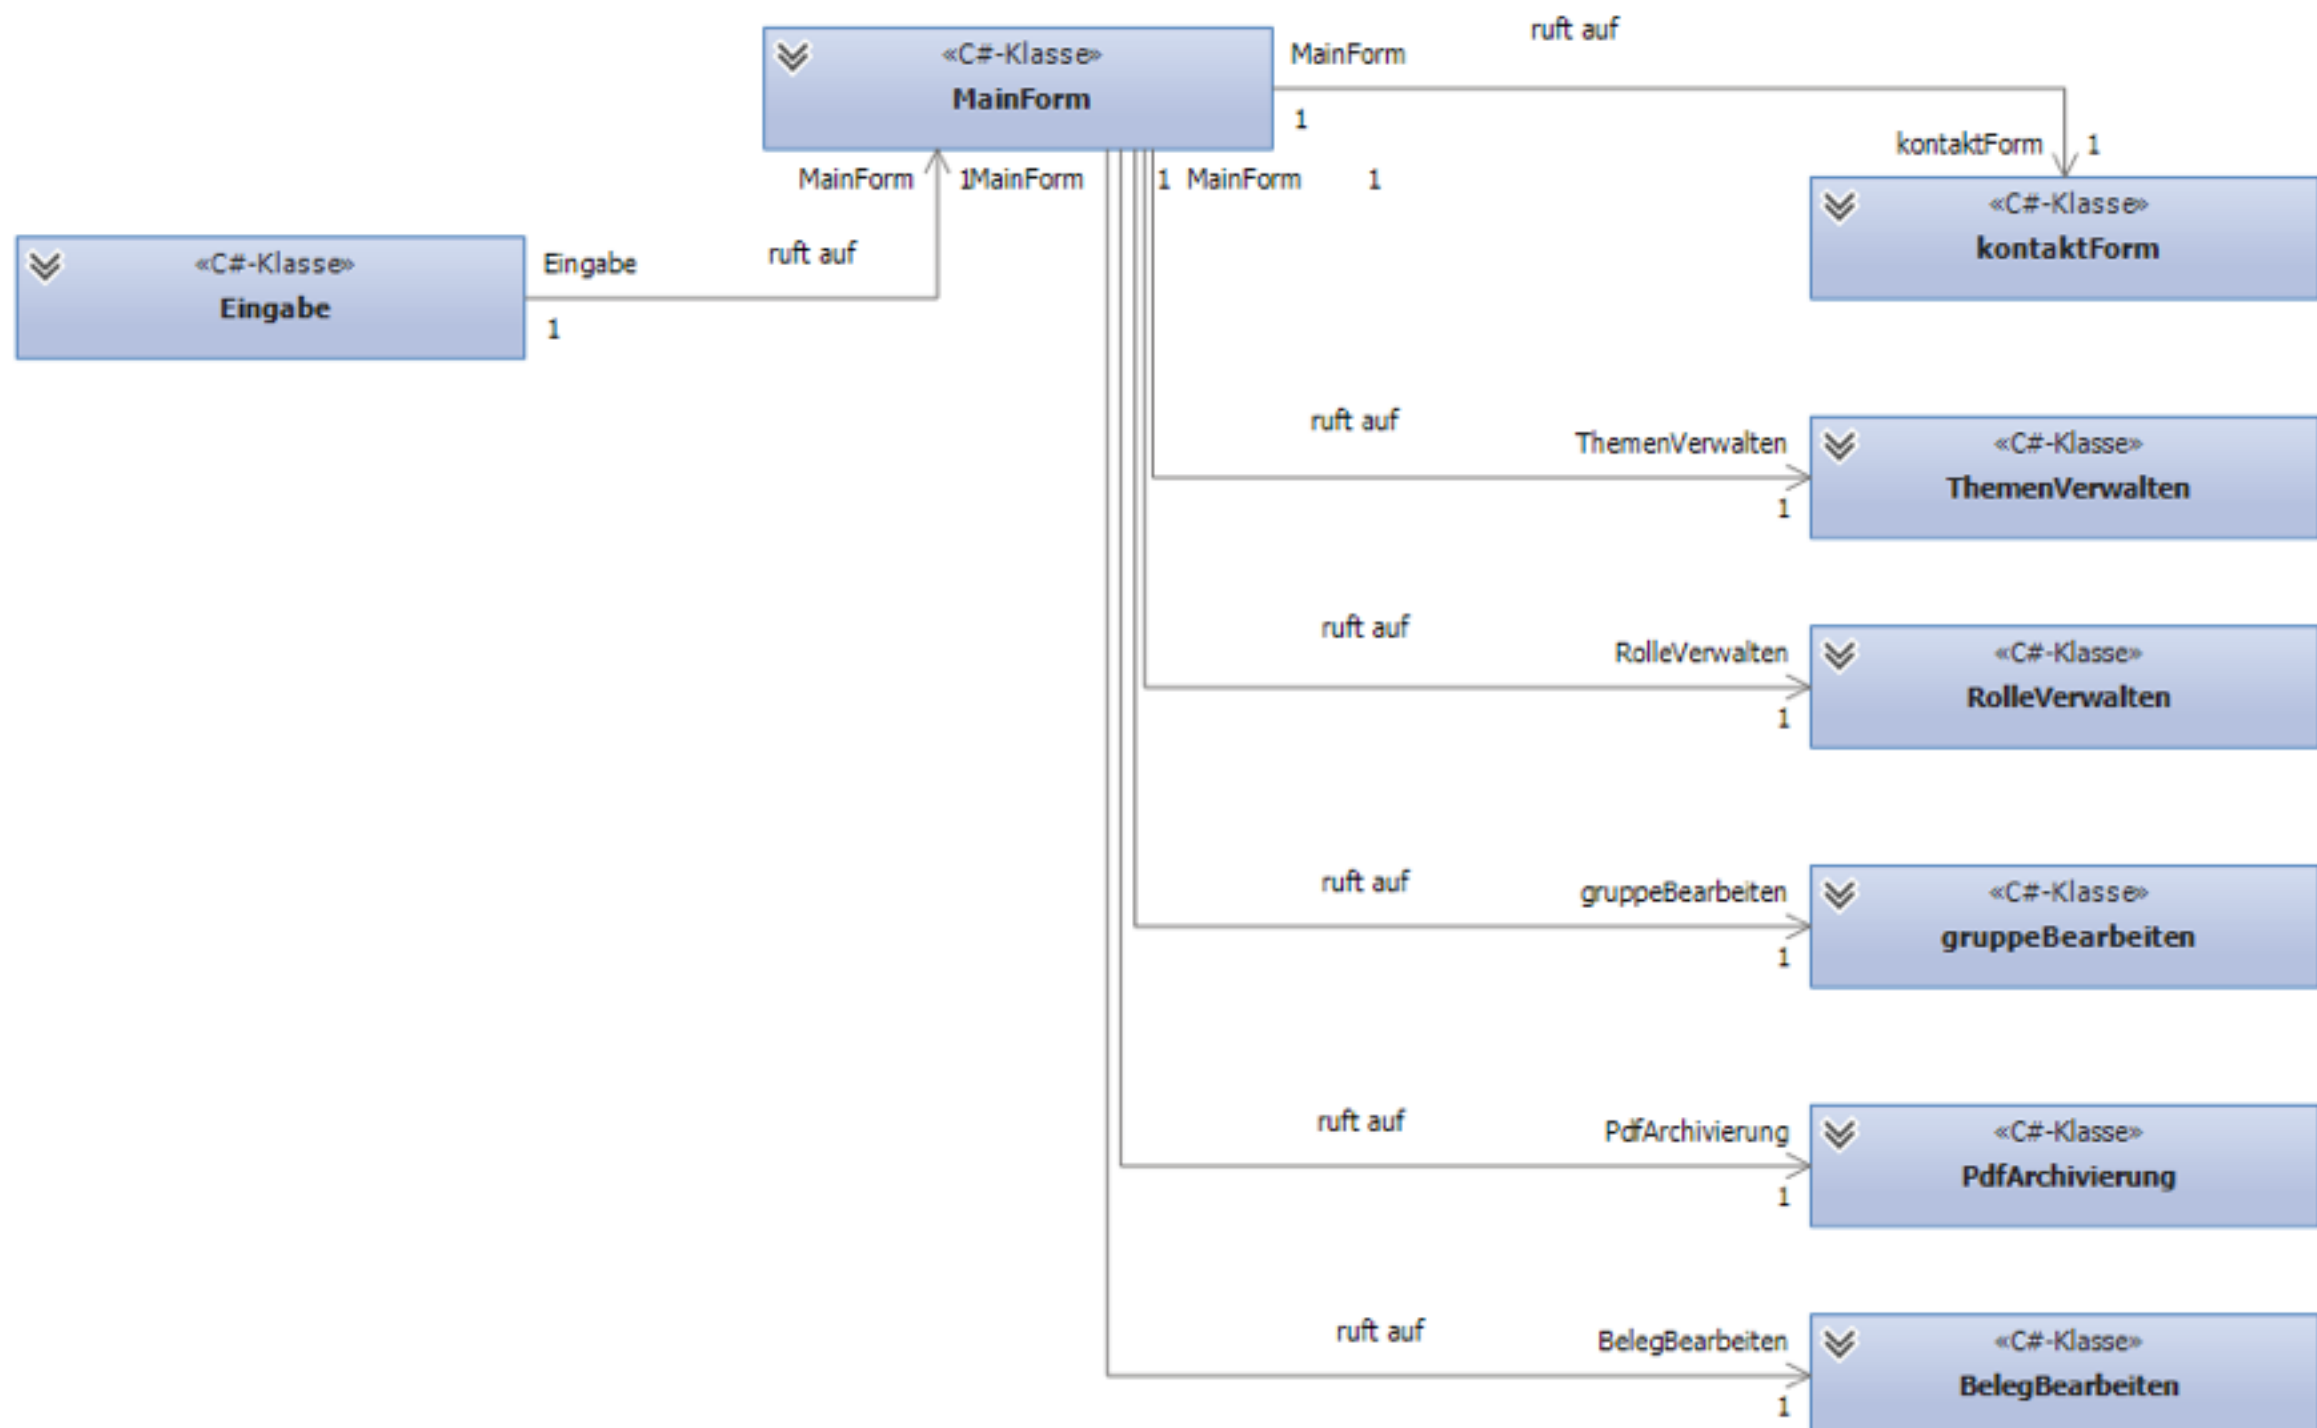 ruft auf
«C#-Klasse»
MainForm
MainForm
1
kontaktForm 1
MainForm 1MainForm 1 MainForm 1
«C#-Klasse»
kontaktForm
«C#-Klasse»
Eingabe
Eingabe
ruft auf
1
ruft auf
ThemenVerwalten
1
«C#-Klasse»
ThemenVerwalten
ruft auf
RolleVerwalten
1
«C#-Klasse»
RolleVerwalten
ruft auf
gruppeBearbeiten
1
«C#-Klasse»
gruppeBearbeiten
ruft auf
PdfArchivierung
1
«C#-Klasse»
PdfArchivierung
ruft auf
BelegBearbeiten
1
«C#-Klasse»
BelegBearbeiten